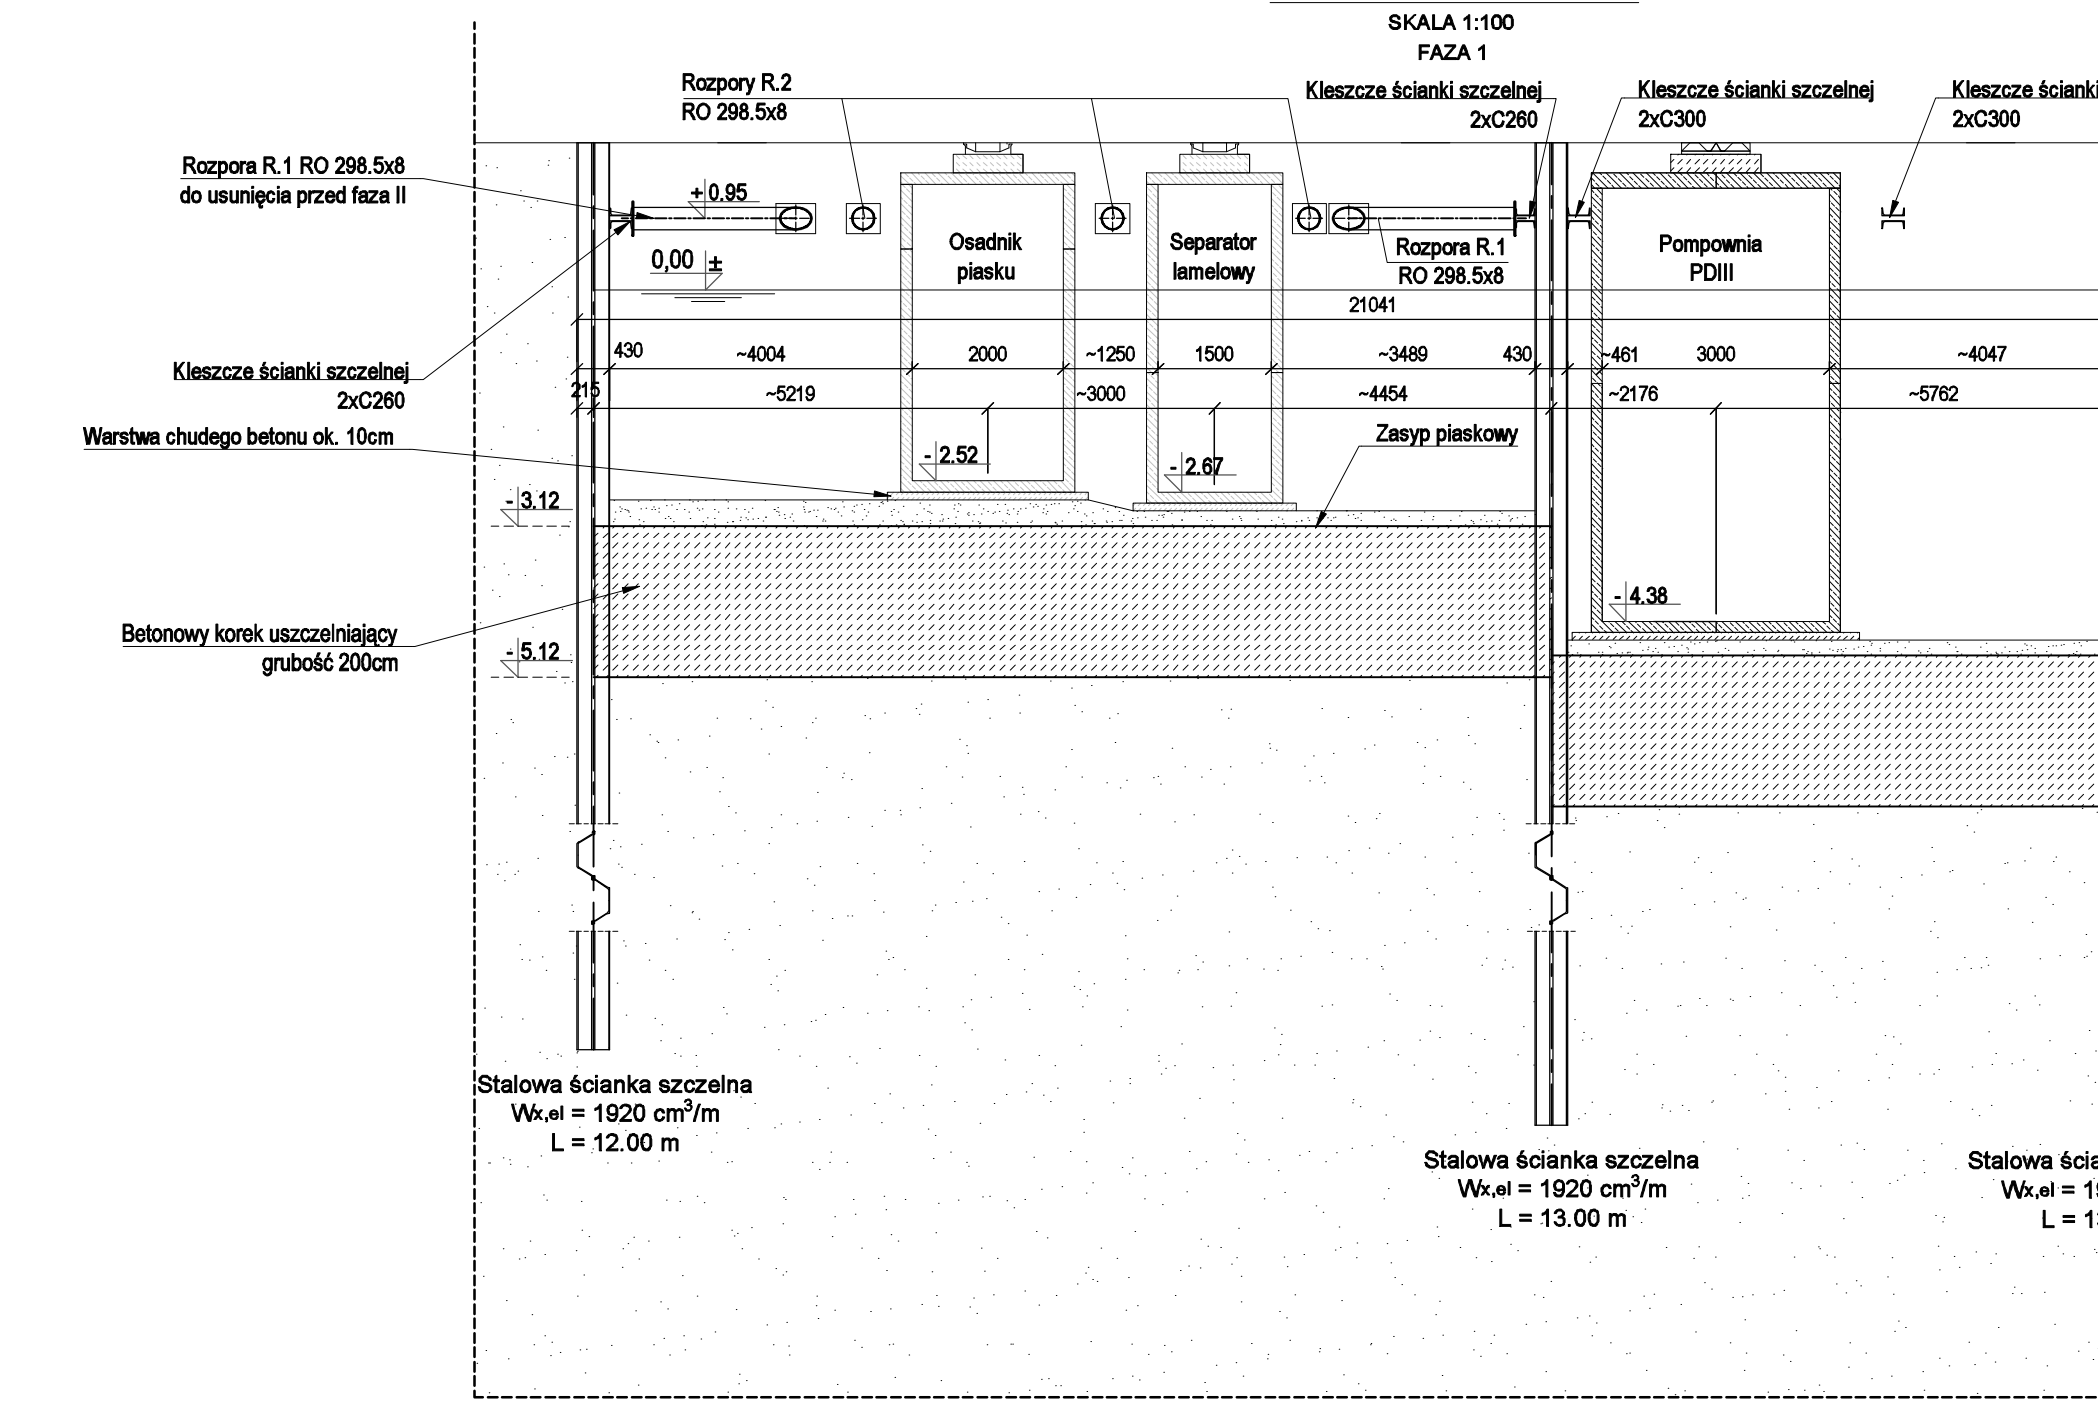 SKALA 1:100
FAZA 1
Rozpory R.2
RO 298.5x8
Kleszcze ścianki szczelnej
2xC260
Kleszcze ścianki szczelnej
2xC300
Kleszcze ścianki
2xC300
Rozpora R.1 RO 298.5x8
do usunięcia przed faza II
+ 0.95
Osadnik
piasku
Separator
lamelowy
Rozpora R.1
RO 298.5x8
Pompownia
PDIII
0,00 ±
21041
430 ~4004 2000 ~1250 1500 ~3489 430 ~461 3000 ~4047
Kleszcze ścianki szczelnej
2xC260
215 ~5219 ~3000 ~4454 ~2176 ~5762
Warstwa chudego betonu ok. 10cm
Zasyp piaskowy
- 2.52
- 2.67
- 3.12
- 4.38
Betonowy korek uszczelniający
grubość 200cm
- 5.12
Stalowa ścianka szczelna
Wx,el = 1920 cm³/m
L = 12.00 m
Stalowa ścianka szczelna
Wx,el = 1920 cm³/m
L = 13.00 m
Stalowa ścia
Wx,el = 19
L = 1